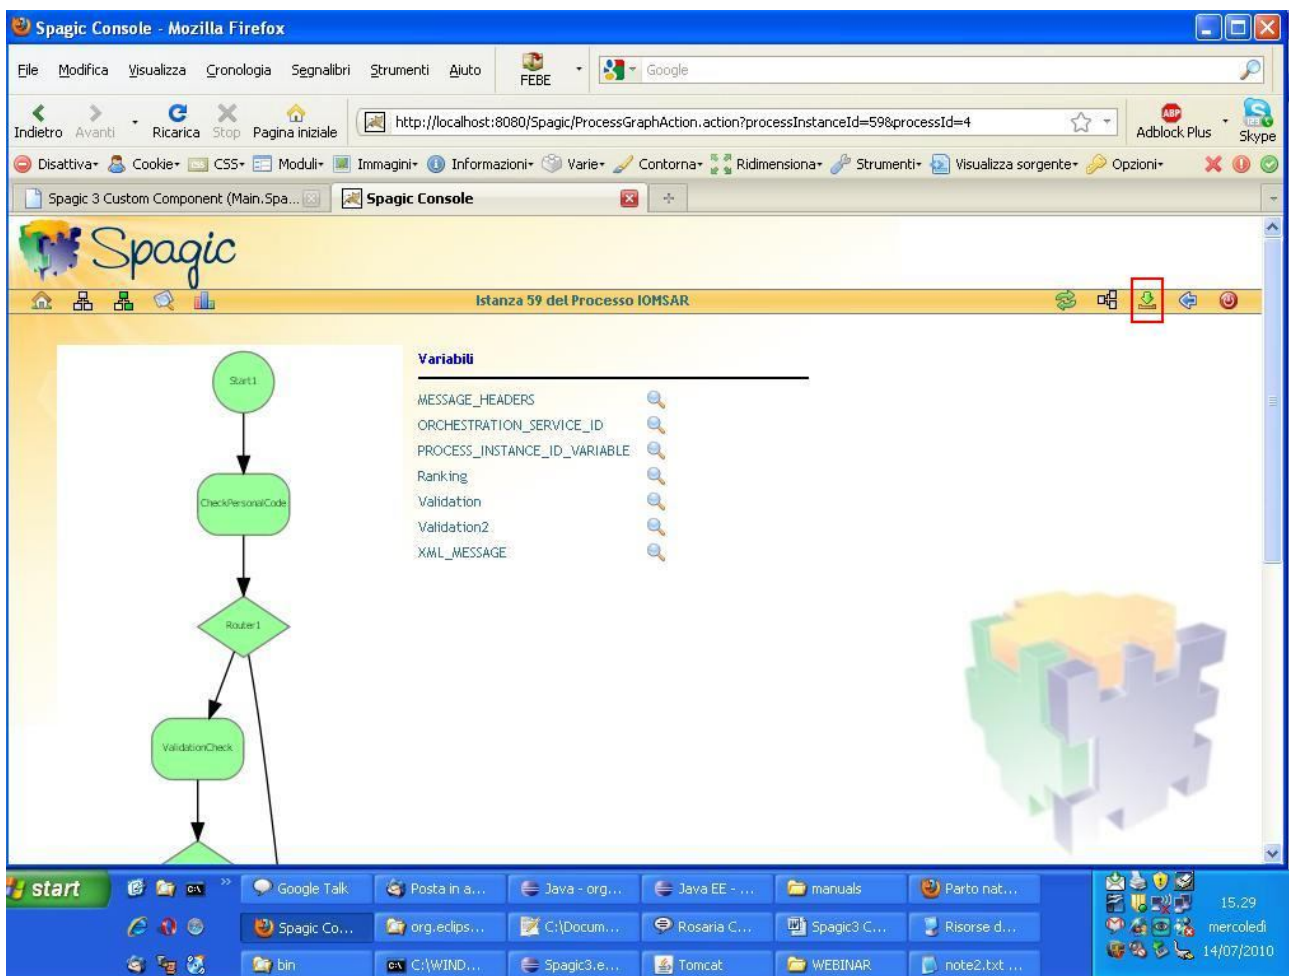 Spagic Console - Mozilla Firefox
File Modifica Visualizza Cronologia Segnalibri Strumenti Aiuto FEBE Google
Indietro Avanti Ricarica Stop Pagina iniziale http://localhost:8080/Spagic/ProcessGraphAction.action?processInstanceId=59&processId=4 ABP Adblock Plus Skype
Disattiva Cookie CSS Moduli Immagini Informazioni Varie Contorna Ridimensiona Strumenti Visualizza sorgente Opzioni
Spagic 3 Custom Component (Main.Spa... Spagic Console
Spagic
Istanza 59 del Processo IOMSAR
Variabili
MESSAGE_HEADERS
ORCHESTRATION_SERVICE_ID
PROCESS_INSTANCE_ID_VARIABLE
Ranking
Validation
Validation2
XML_MESSAGE
Start1
CheckPersonalCode
Router1
ValidationCheck
start Google Talk Posta in a... Java - org... Java EE - ... manuals Parto nat... 15.29
Spagic Co... org.eclips... C:\Docum... Rosaria C... Spagic3 C... Risorse d... mercoledì
bin C:\WIND... Spagic3.e... Tomcat WEBINAR note2.txt ... 14/07/2010